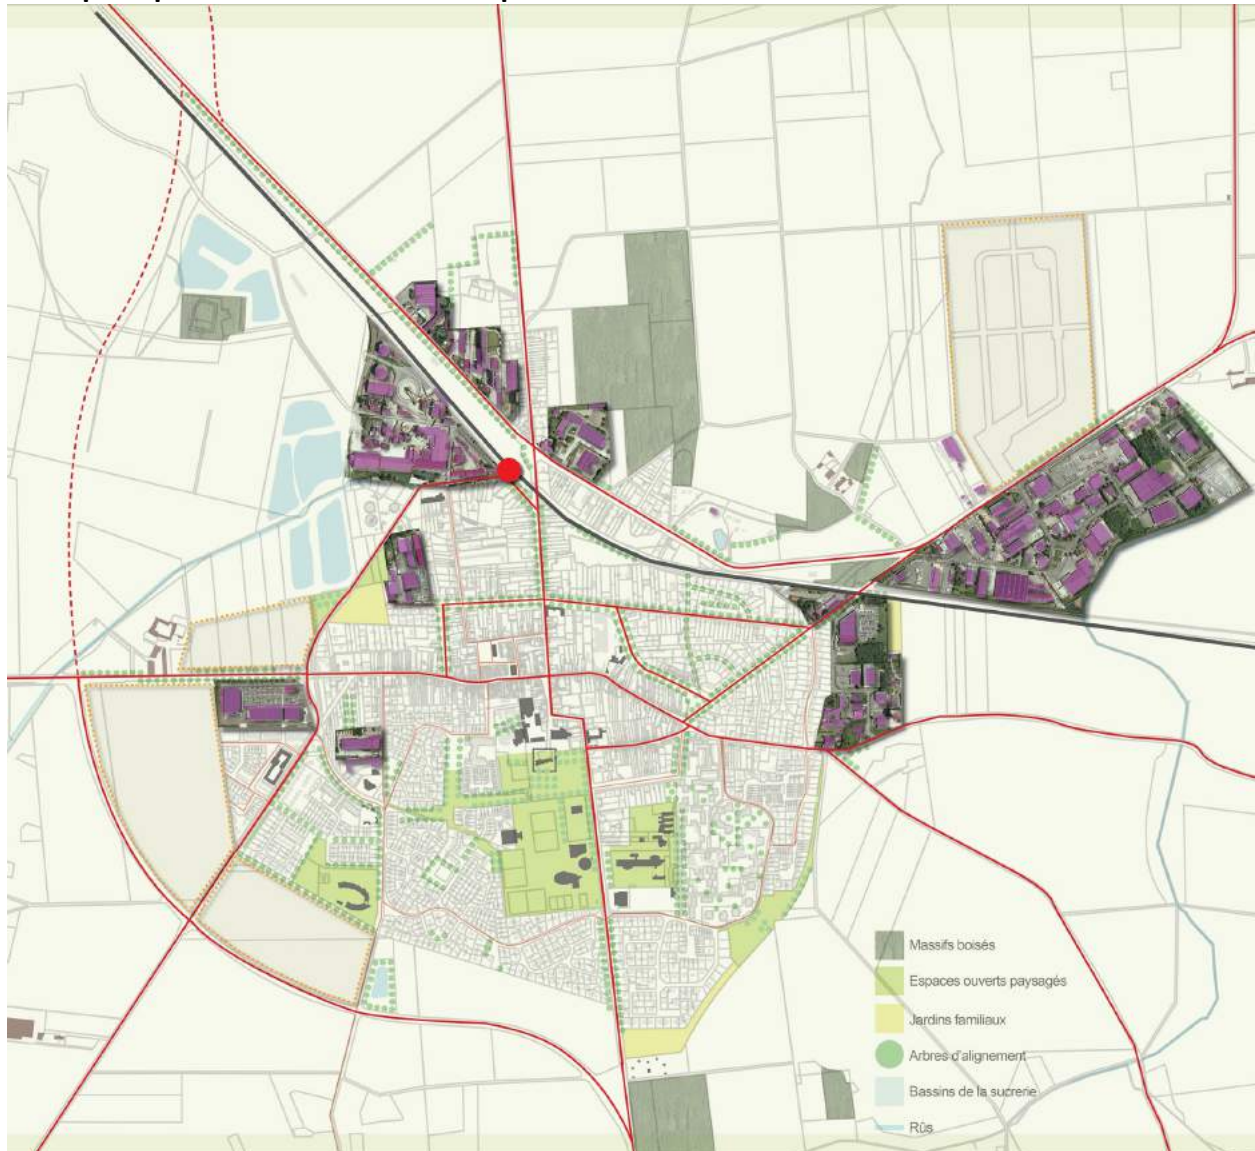 Massifs boisés
Espaces ouverts paysagés
Jardins familiaux
Arbres d'alignement
Bassins de la sucrerie
Rûs